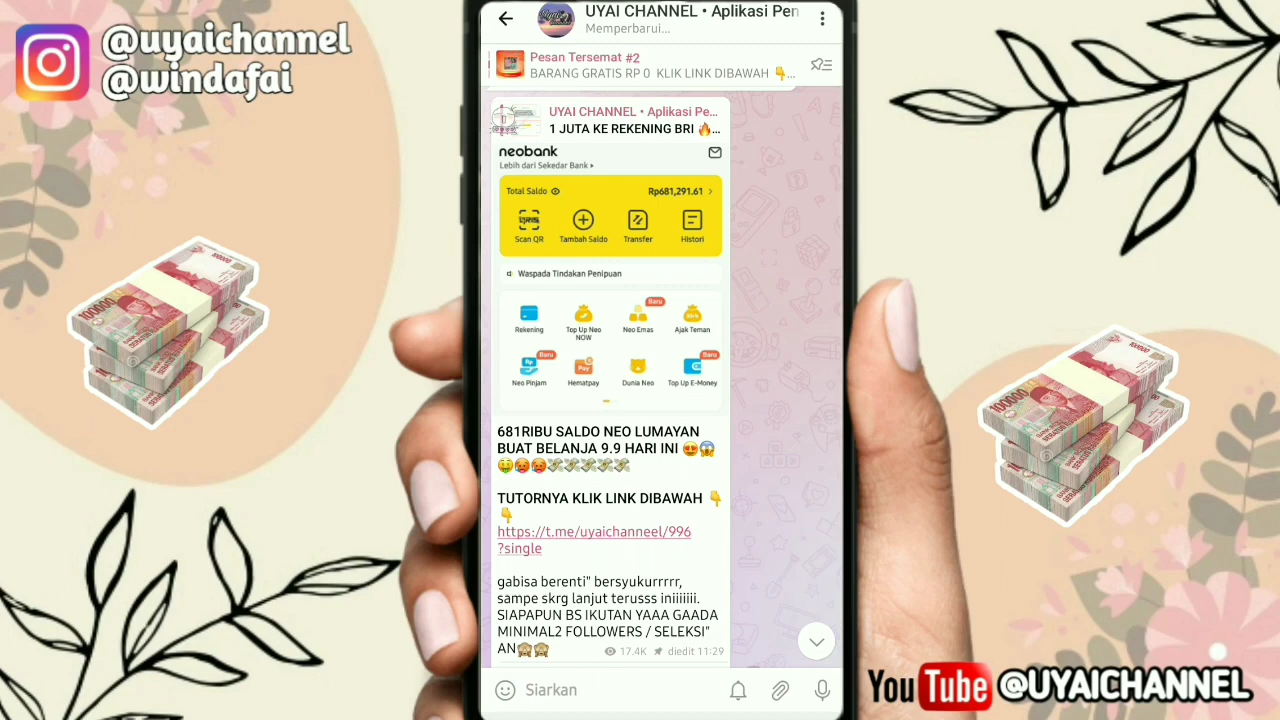 @uyaichannel
@windafai
UYAI CHANNEL • Aplikasi Pen
Memperbarui...
Pesan Tersemat #2
BARANG GRATIS RP 0 KLIK LINK DIBAWAH 👇...
UYAI CHANNEL • Aplikasi Pe...
1 JUTA KE REKENING BRI 🔥...
neobank
Lebih dari Sekedar Bank
Total Saldo Rp681,291.61
Scan QR Tambah Saldo Transfer Histori
Waspada Tindakan Penipuan
Baru
Rekening Top Up Neo NOW Neo Emas Ajak Teman
Baru Baru
Neo Pinjam Hematpay Dunia Neo Top Up E-Money
681RIBU SALDO NEO LUMAYAN
BUAT BELANJA 9.9 HARI INI 😍😱
🤑🥵🥵💸💸💸💸💸
TUTORNYA KLIK LINK DIBAWAH 👇
👇
https://t.me/uyaichanneel/996
?single
gabisa berenti" bersyukurrrrr,
sampe skrg lanjut terusss iniiiiiii.
SIAPAPUN BS IKUTAN YAAA GAADA
MINIMAL2 FOLLOWERS / SELEKSI"
AN🙈🙈 17.4K diedit 11:29
Siarkan
YouTube @UYAICHANNEL